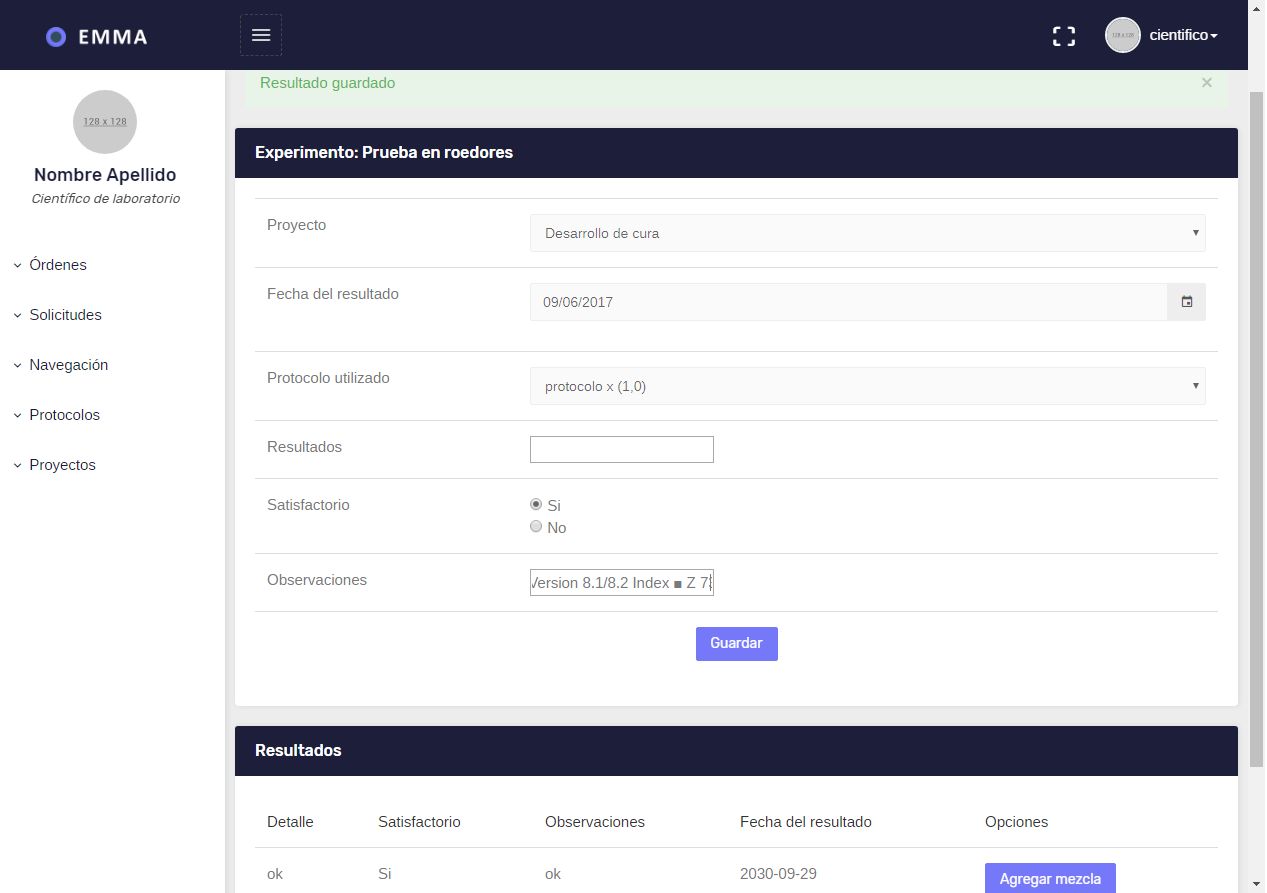 EMMA
128 x 128
cientifico
128 x 128
Nombre Apellido
Científico de laboratorio
Órdenes
Solicitudes
Navegación
Protocolos
Proyectos
Resultado guardado ×
Experimento: Prueba en roedores
Proyecto Desarrollo de cura
Fecha del resultado 09/06/2017
Protocolo utilizado protocolo x (1,0)
Resultados
Satisfactorio Si
No
Observaciones Version 8.1/8.2 Index ■ Z
Guardar
Resultados
Detalle Satisfactorio Observaciones Fecha del resultado Opciones
ok Si ok 2030-09-29 Agregar mezcla